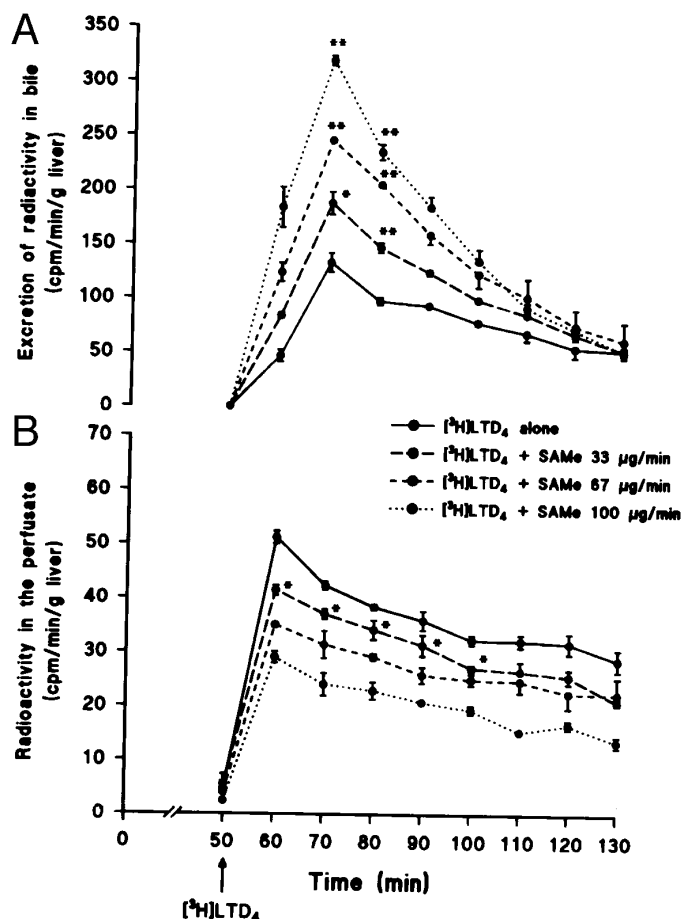 A
Excretion of radiactivity in bile
(cpm/min/g liver)
350
300
250
200
150
100
50
0
**
**
**
**
*
**
B
[³H]LTD₄ alone
[³H]LTD₄ + SAMe 33 µg/min
[³H]LTD₄ + SAMe 67 µg/min
[³H]LTD₄ + SAMe 100 µg/min
Radioactivity in the perfusate
(cpm/min/g liver)
70
60
50
40
30
20
10
0
*
*
*
*
*
0 50 60 70 80 90 100 110 120 130
Time (min)
[³H]LTD₄